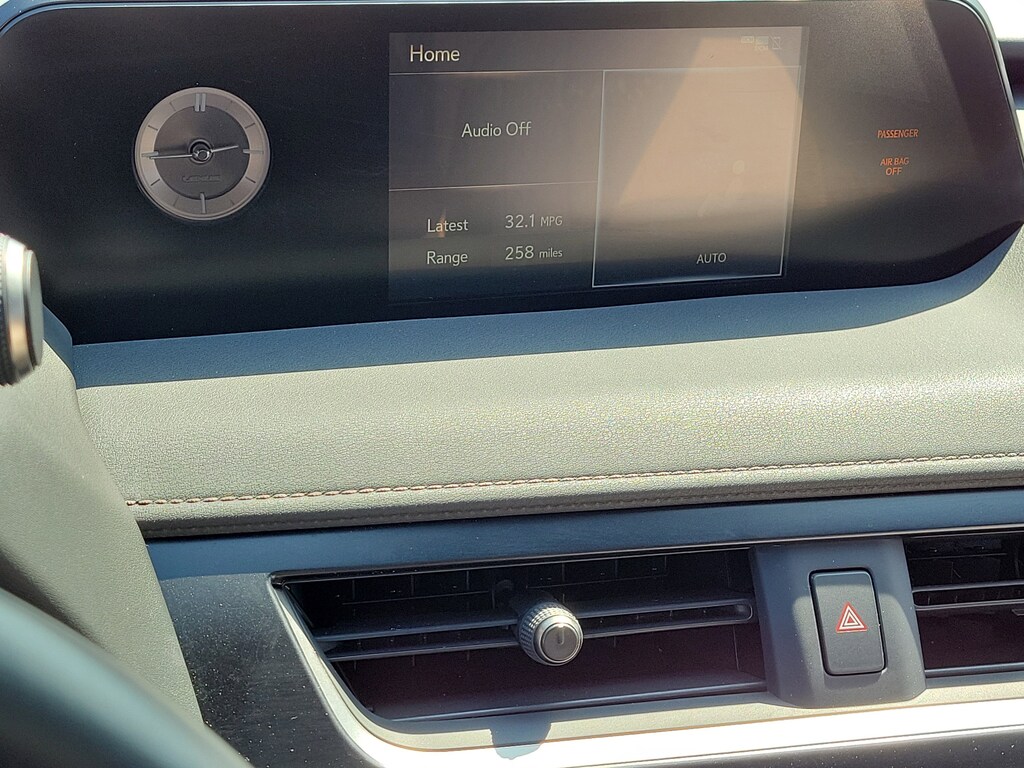 Home
Audio Off
Latest 32.1 MPG
Range 258 miles
AUTO
PASSENGER
AIR BAG
OFF